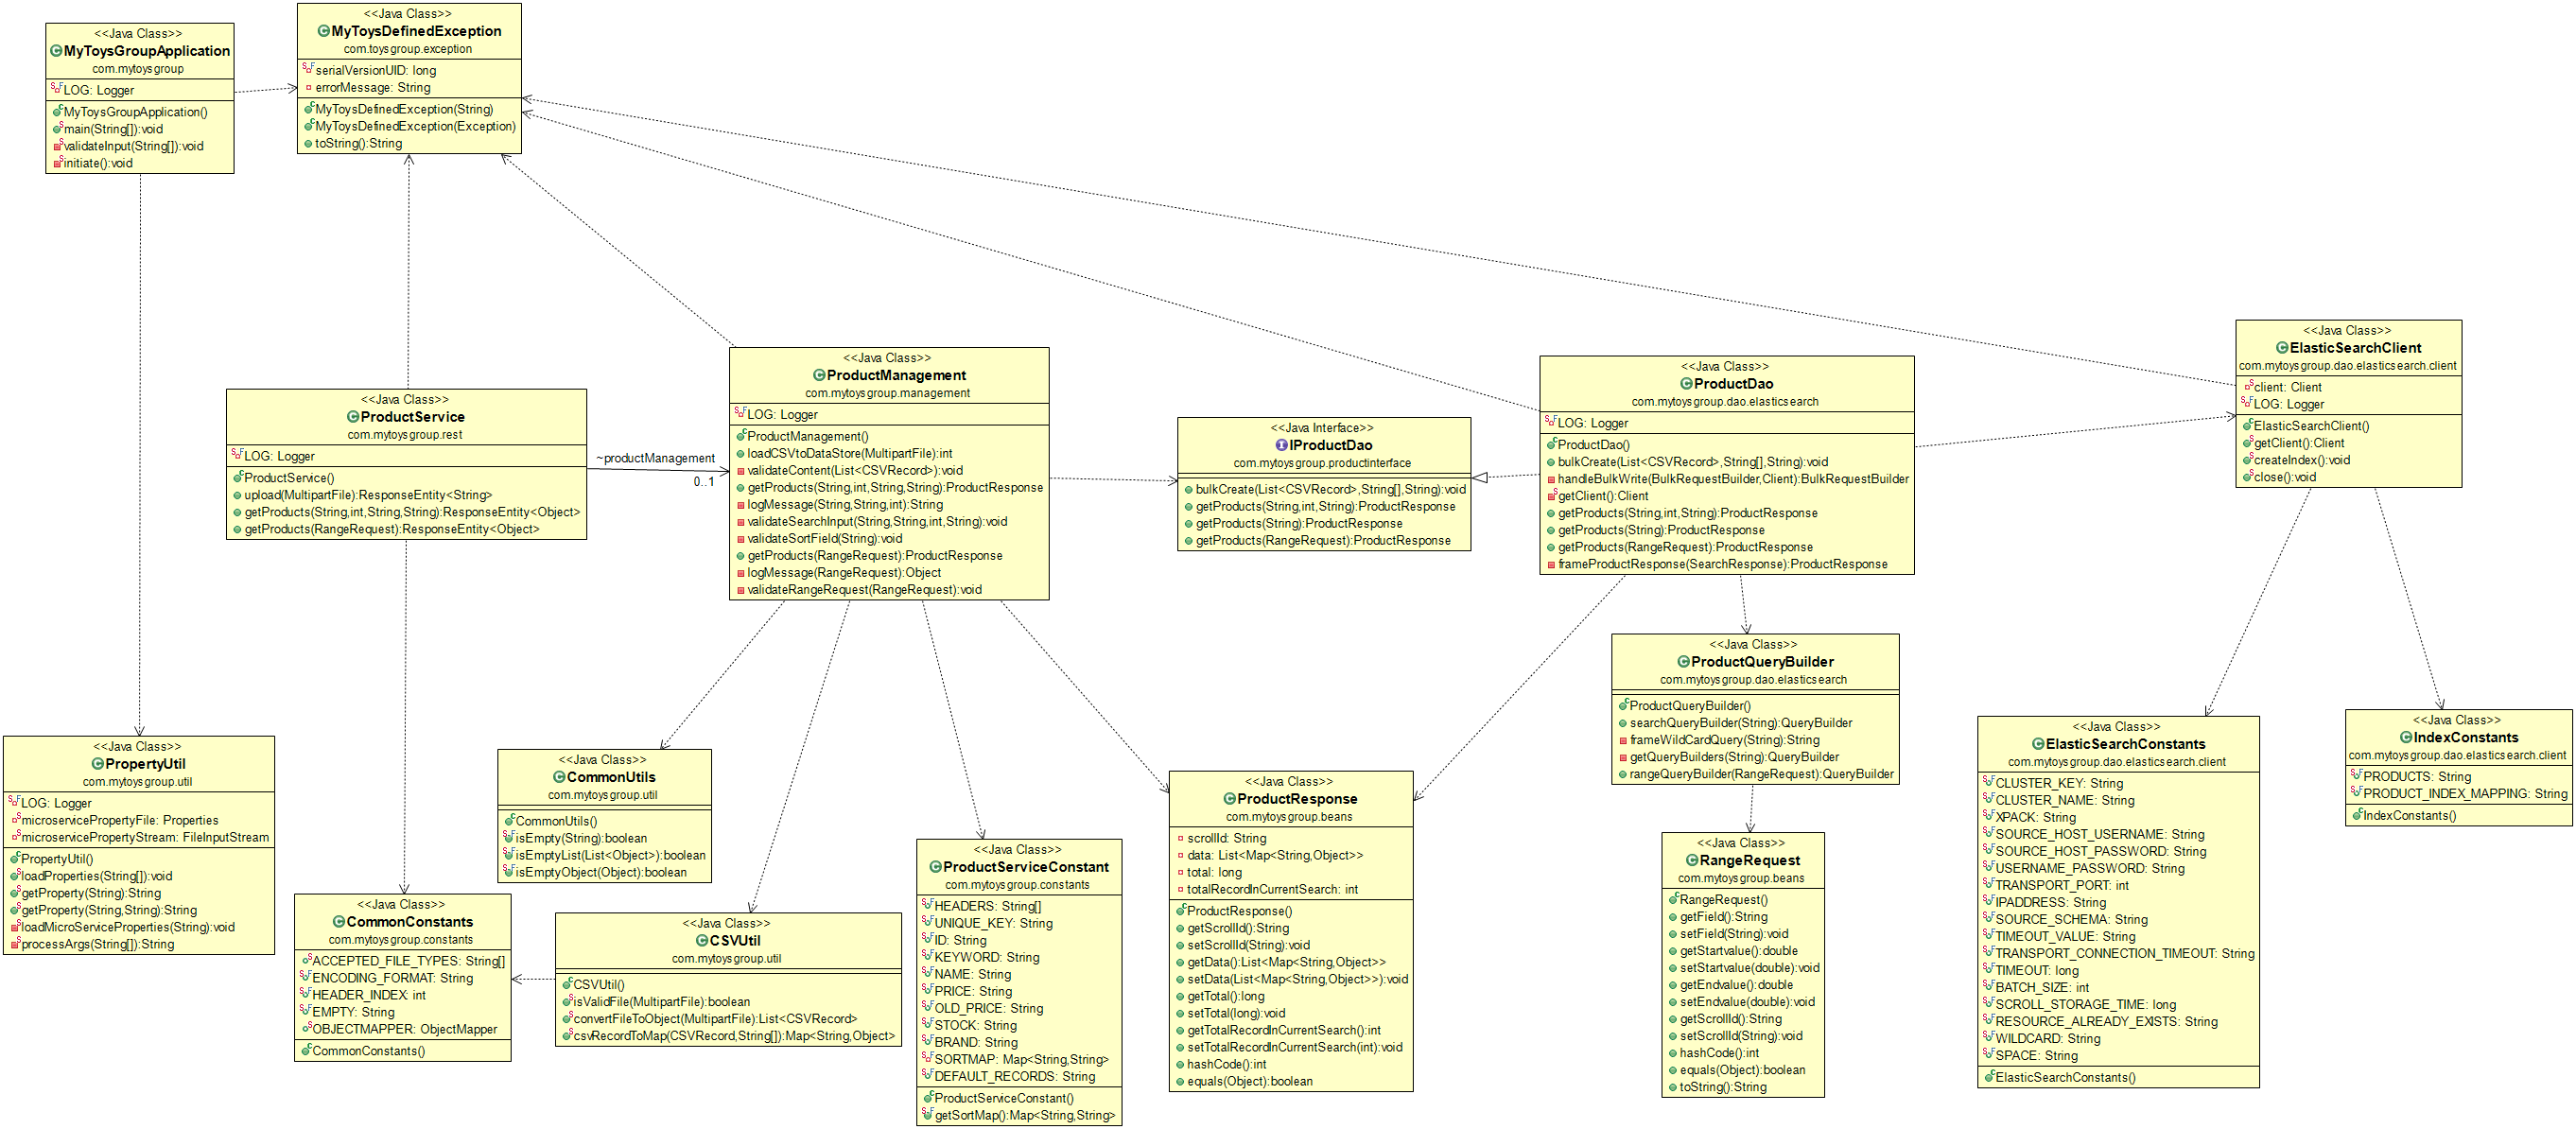 <<Java Class>>
MyToysGroupApplication
com.mytoysgroup
LOG: Logger
MyToysGroupApplication()
main(String[]):void
validateInput(String[]):void
initiate():void
<<Java Class>>
MyToysDefinedException
com.toysgroup.exception
serialVersionUID: long
errorMessage: String
MyToysDefinedException(String)
MyToysDefinedException(Exception)
toString():String
<<Java Class>>
ProductService
com.mytoysgroup.rest
LOG: Logger
ProductService()
upload(MultipartFile):ResponseEntity<String>
getProducts(String,int,String,String):ResponseEntity<Object>
getProducts(RangeRequest):ResponseEntity<Object>
~productManagement
0..1
<<Java Class>>
ProductManagement
com.mytoysgroup.management
LOG: Logger
ProductManagement()
loadCSVtoDataStore(MultipartFile):int
validateContent(List<CSVRecord>):void
getProducts(String,int,String,String):ProductResponse
logMessage(String,String,int):String
validateSearchInput(String,String,int,String):void
validateSortField(String):void
getProducts(RangeRequest):ProductResponse
logMessage(RangeRequest):Object
validateRangeRequest(RangeRequest):void
<<Java Interface>>
IProductDao
com.mytoysgroup.productinterface
bulkCreate(List<CSVRecord>,String[],String):void
getProducts(String,int,String):ProductResponse
getProducts(String):ProductResponse
getProducts(RangeRequest):ProductResponse
<<Java Class>>
ProductDao
com.mytoysgroup.dao.elasticsearch
LOG: Logger
ProductDao()
bulkCreate(List<CSVRecord>,String[],String):void
handleBulkWrite(BulkRequestBuilder,Client):BulkRequestBuilder
getClient():Client
getProducts(String,int,String):ProductResponse
getProducts(String):ProductResponse
getProducts(RangeRequest):ProductResponse
frameProductResponse(SearchResponse):ProductResponse
<<Java Class>>
ElasticSearchClient
com.mytoysgroup.dao.elasticsearch.client
client: Client
LOG: Logger
ElasticSearchClient()
getClient():Client
createIndex():void
close():void
<<Java Class>>
PropertyUtil
com.mytoysgroup.util
LOG: Logger
microservicePropertyFile: Properties
microservicePropertyStream: FileInputStream
PropertyUtil()
loadProperties(String[]):void
getProperty(String):String
getProperty(String,String):String
loadMicroServiceProperties(String):void
processArgs(String[]):String
<<Java Class>>
CommonConstants
com.mytoysgroup.constants
ACCEPTED_FILE_TYPES: String[]
ENCODING_FORMAT: String
HEADER_INDEX: int
EMPTY: String
OBJECTMAPPER: ObjectMapper
CommonConstants()
<<Java Class>>
CommonUtils
com.mytoysgroup.util
CommonUtils()
isEmpty(String):boolean
isEmptyList(List<Object>):boolean
isEmptyObject(Object):boolean
<<Java Class>>
CSVUtil
com.mytoysgroup.util
CSVUtil()
isValidFile(MultipartFile):boolean
convertFileToObject(MultipartFile):List<CSVRecord>
csvRecordToMap(CSVRecord,String[]):Map<String,Object>
<<Java Class>>
ProductServiceConstant
com.mytoysgroup.constants
HEADERS: String[]
UNIQUE_KEY: String
ID: String
KEYWORD: String
NAME: String
PRICE: String
OLD_PRICE: String
STOCK: String
BRAND: String
SORTMAP: Map<String,String>
DEFAULT_RECORDS: String
ProductServiceConstant()
getSortMap():Map<String,String>
<<Java Class>>
ProductResponse
com.mytoysgroup.beans
scrollId: String
data: List<Map<String,Object>>
total: long
totalRecordInCurrentSearch: int
ProductResponse()
getScrollId():String
setScrollId(String):void
getData():List<Map<String,Object>>
setData(List<Map<String,Object>>):void
getTotal():long
setTotal(long):void
getTotalRecordInCurrentSearch():int
setTotalRecordInCurrentSearch(int):void
hashCode():int
equals(Object):boolean
<<Java Class>>
ProductQueryBuilder
com.mytoysgroup.dao.elasticsearch
ProductQueryBuilder()
searchQueryBuilder(String):QueryBuilder
frameWildCardQuery(String):String
getQueryBuilders(String):QueryBuilder
rangeQueryBuilder(RangeRequest):QueryBuilder
<<Java Class>>
RangeRequest
com.mytoysgroup.beans
RangeRequest()
getField():String
setField(String):void
getStartvalue():double
setStartvalue(double):void
getEndvalue():double
setEndvalue(double):void
getScrollId():String
setScrollId(String):void
hashCode():int
equals(Object):boolean
toString():String
<<Java Class>>
ElasticSearchConstants
com.mytoysgroup.dao.elasticsearch.client
CLUSTER_KEY: String
CLUSTER_NAME: String
XPACK: String
SOURCE_HOST_USERNAME: String
SOURCE_HOST_PASSWORD: String
USERNAME_PASSWORD: String
TRANSPORT_PORT: int
IPADDRESS: String
SOURCE_SCHEMA: String
TIMEOUT_VALUE: String
TRANSPORT_CONNECTION_TIMEOUT: String
TIMEOUT: long
BATCH_SIZE: int
SCROLL_STORAGE_TIME: long
RESOURCE_ALREADY_EXISTS: String
WILDCARD: String
SPACE: String
ElasticSearchConstants()
<<Java Class>>
IndexConstants
com.mytoysgroup.dao.elasticsearch.client
PRODUCTS: String
PRODUCT_INDEX_MAPPING: String
IndexConstants()